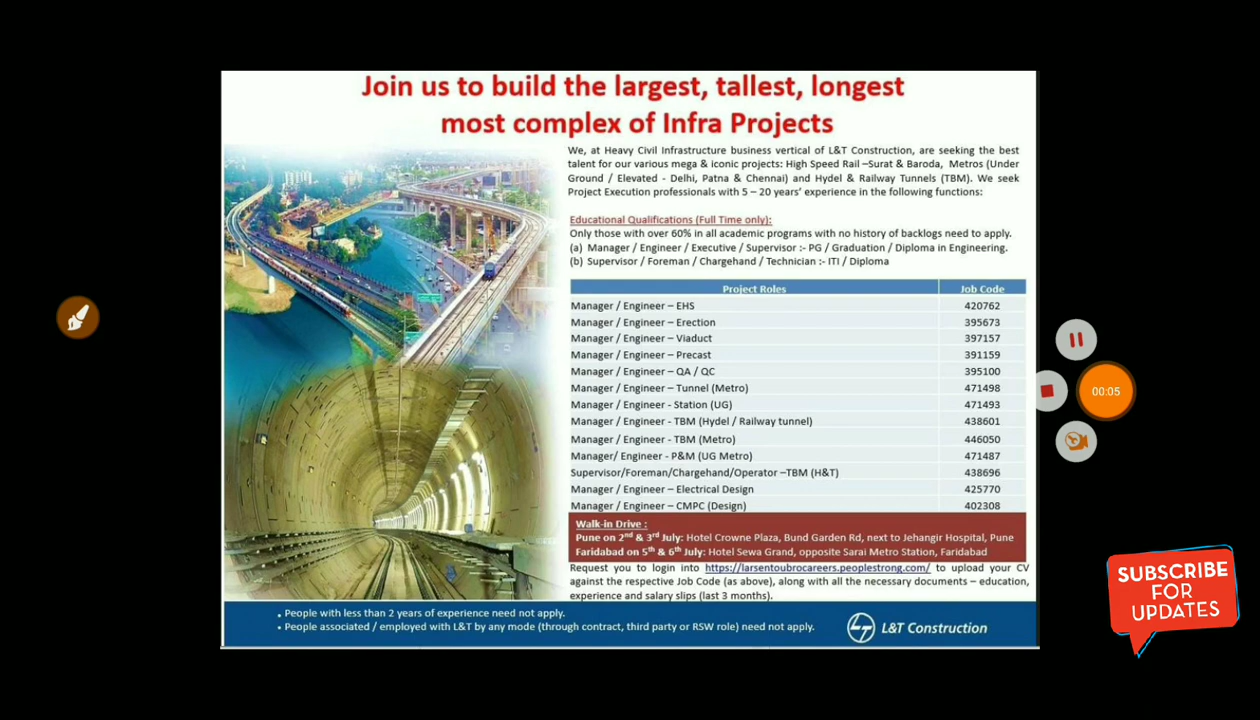 Join us to build the largest, tallest, longest
most complex of Infra Projects
We, at Heavy Civil Infrastructure business vertical of L&T Construction, are seeking the best
talent for our various mega & iconic projects: High Speed Rail –Surat & Baroda, Metros (Under
Ground / Elevated - Delhi, Patna & Chennai) and Hydel & Railway Tunnels (TBM). We seek
Project Execution professionals with 5 – 20 years' experience in the following functions:
Educational Qualifications (Full Time only):
Only those with over 60% in all academic programs with no history of backlogs need to apply.
(a) Manager / Engineer / Executive / Supervisor :- PG / Graduation / Diploma in Engineering.
(b) Supervisor / Foreman / Chargehand / Technician :- ITI / Diploma
Project Roles Job Code
Manager / Engineer – EHS 420762
Manager / Engineer – Erection 395673
Manager / Engineer – Viaduct 397157
Manager / Engineer – Precast 391159
Manager / Engineer – QA / QC 395100
Manager / Engineer - Tunnel (Metro) 471498
Manager / Engineer - Station (UG) 471493
Manager / Engineer - TBM (Hydel / Railway tunnel) 438601
Manager / Engineer - TBM (Metro) 446050
Manager/ Engineer - P&M (UG Metro) 471487
Supervisor/Foreman/Chargehand/Operator –TBM (H&T) 438696
Manager / Engineer – Electrical Design 425770
Manager / Engineer – CMPC (Design) 402308
Walk-in Drive :
Pune on 2nd & 3rd July: Hotel Crowne Plaza, Bund Garden Rd, next to Jehangir Hospital, Pune
Faridabad on 5th & 6th July: Hotel Sewa Grand, opposite Sarai Metro Station, Faridabad
Request you to login into https://larsentoubrocareers.peoplestrong.com/ to upload your CV
against the respective Job Code (as above), along with all the necessary documents – education,
experience and salary slips (last 3 months).
• People with less than 2 years of experience need not apply.
• People associated / employed with L&T by any mode (through contract, third party or RSW role) need not apply.
L&T Construction
00:05
SUBSCRIBE
FOR
UPDATES